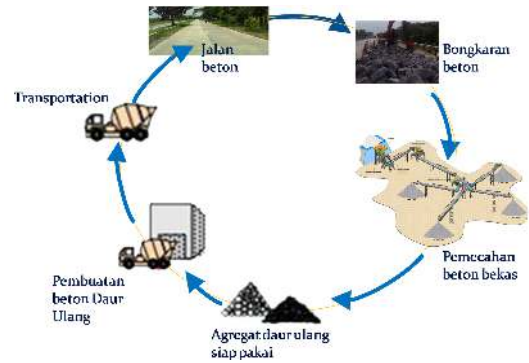 Jalan
beton
Bongkaran
beton
Pemecahan
beton bekas
Agregat daur ulang
siap pakai
Pembuatan
beton Daur
Ulang
Transportation